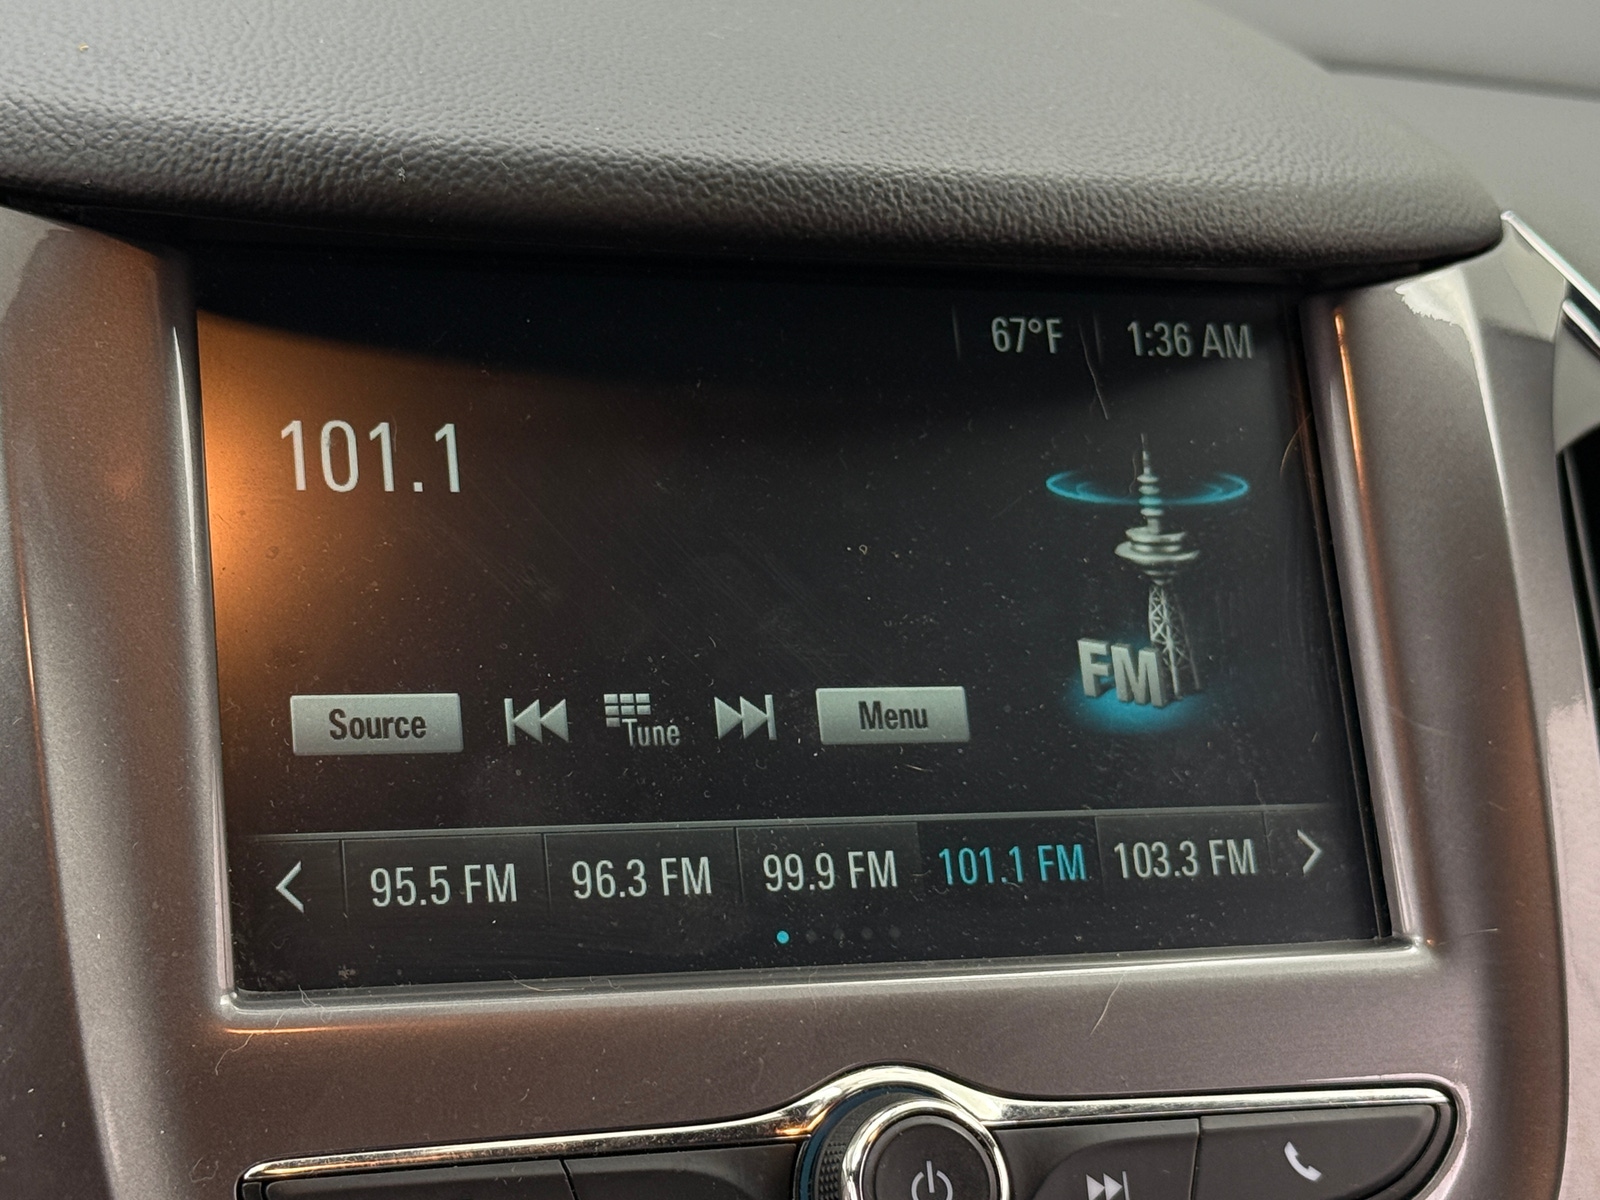 67°F 1:36 AM
101.1
FM
Source Tune Menu
95.5 FM 96.3 FM 99.9 FM 101.1 FM 103.3 FM